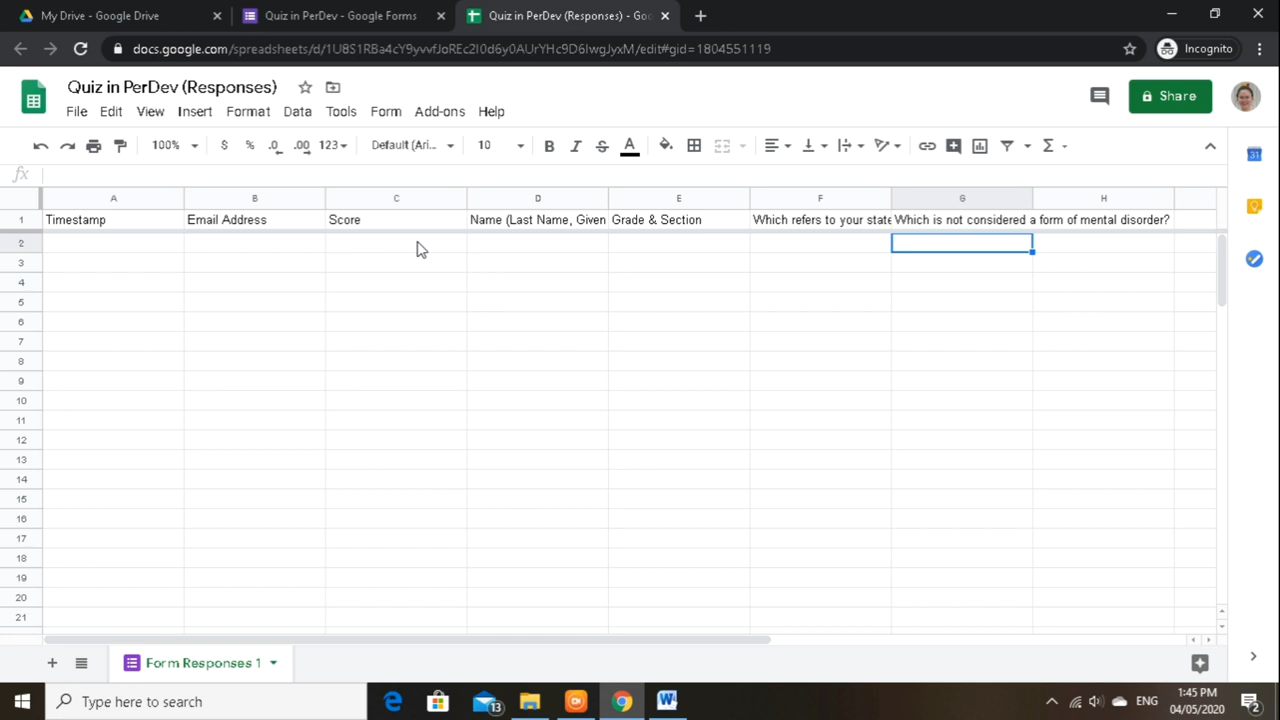 My Drive - Google Drive
Quiz in PerDev - Google Forms
Quiz in PerDev (Responses) - Goo
docs.google.com/spreadsheets/d/1U8S1RBa4cY9yvvfJoREc2I0d6y0AUrYHc9D6IwgJyxM/edit#gid=1804551119
Incognito
Quiz in PerDev (Responses)
File Edit View Insert Format Data Tools Form Add-ons Help
Share
100% $ % .0 .00 123 Default (Ari... 10 B I S A Σ
31
fx
A B C D E F G H
1 Timestamp Email Address Score Name (Last Name, Given Grade & Section Which refers to your state Which is not considered a form of mental disorder?
2
3
4
5
6
7
8
9
10
11
12
13
14
15
16
17
18
19
20
21
Form Responses 1
Type here to search
13
ENG
1:45 PM
04/05/2020
2